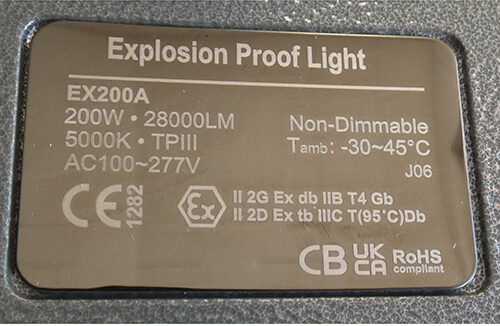 Explosion Proof Light
EX200A
200W • 28000LM
5000K • TPIII
AC100~277V
Non-Dimmable
Tamb: -30~45°C
J06
CE 1282
Ex
II 2G Ex db IIB T4 Gb
II 2D Ex tb IIIC T(95°C)Db
CB
UK
CA
RoHS
compliant